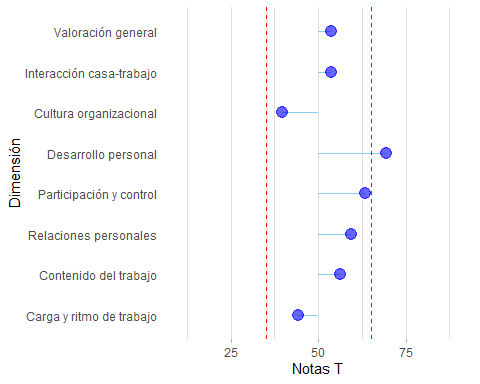 Valoración general
Interacción casa-trabajo
Cultura organizacional
Desarrollo personal
Participación y control
Relaciones personales
Contenido del trabajo
Carga y ritmo de trabajo
Dimensión
25 50 75
Notas T